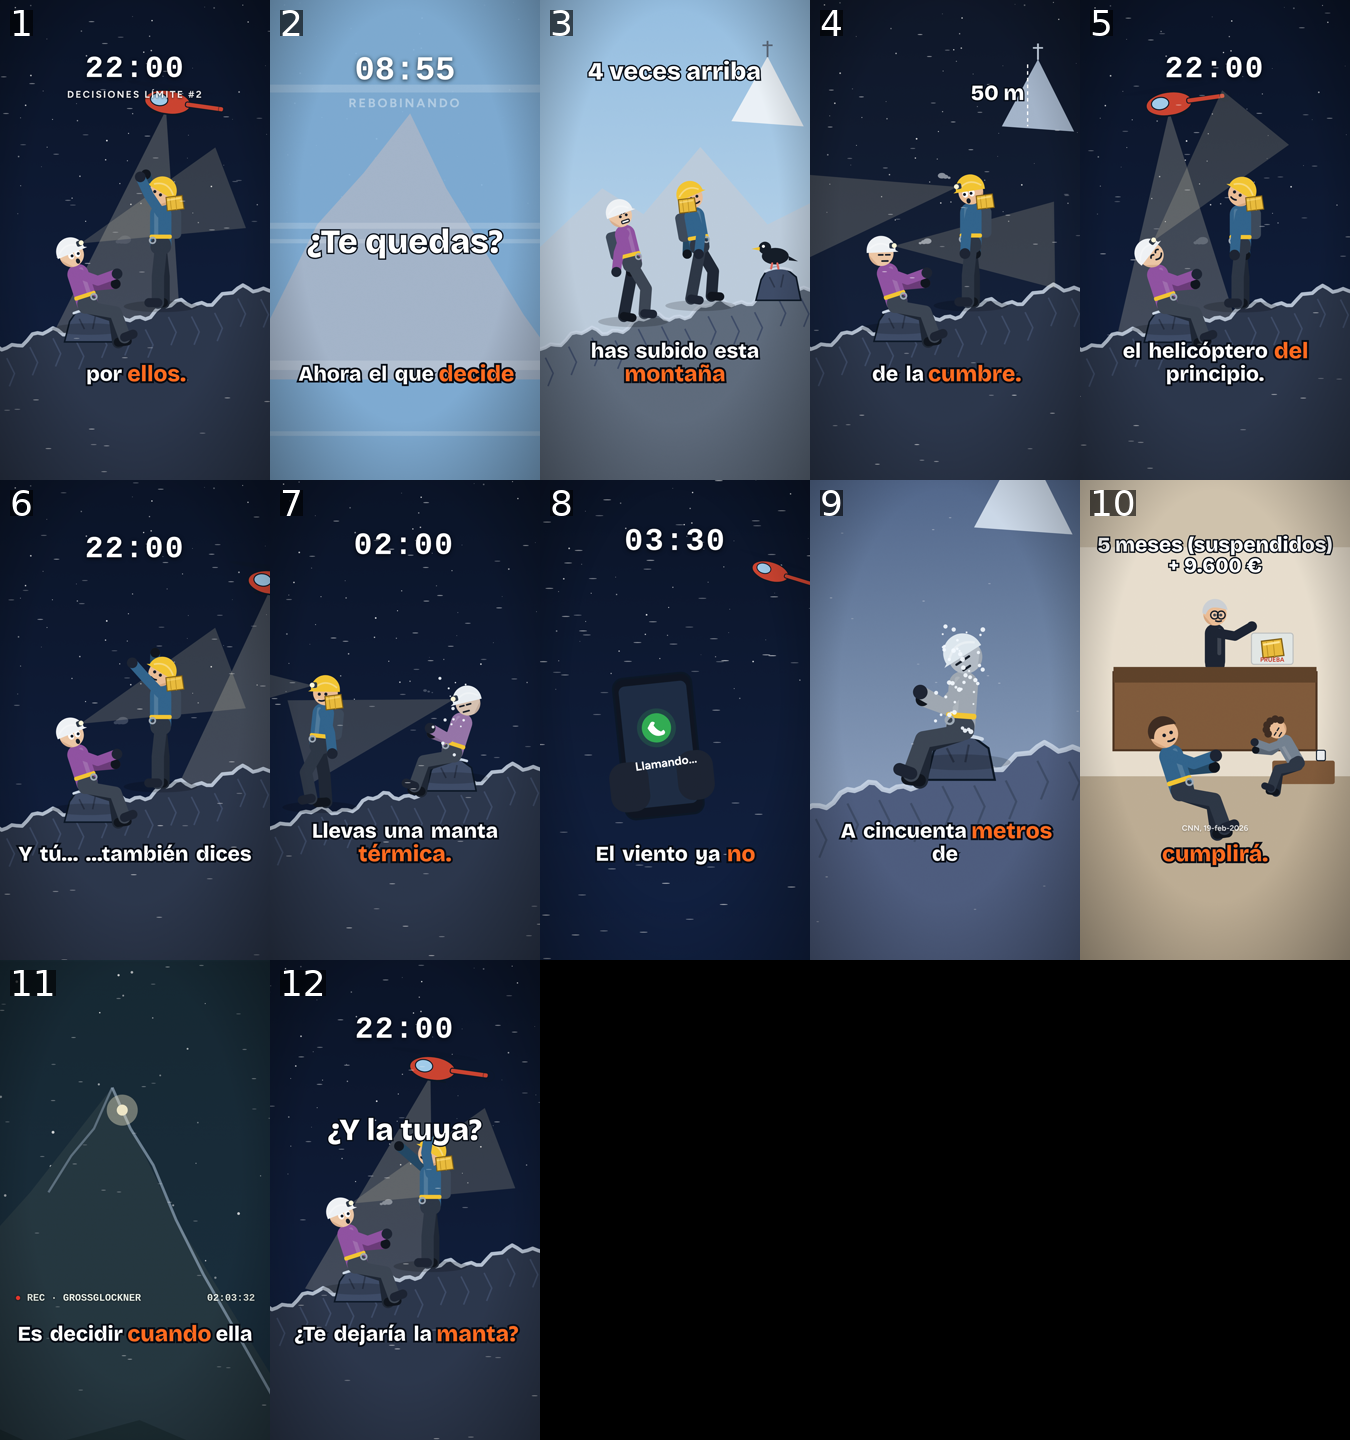 1
22:00
DECISIONES LÍMITE #2
por ellos.
2
08:55
REBOBINANDO
¿Te quedas?
Ahora el que decide
3
4 veces arriba
has subido esta
montaña
4
50 m
de la cumbre.
5
22:00
el helicóptero del
principio.
6
22:00
Y tú... ...también dices
7
02:00
Llevas una manta
térmica.
8
03:30
Llamando...
El viento ya no
9
A cincuenta metros
de
10
5 meses (suspendidos)
+ 9.600 €
PRUEBA
CNN, 19-feb-2026
cumplirá.
11
REC · GROSSGLOCKNER
02:03:32
Es decidir cuando ella
12
22:00
¿Y la tuya?
¿Te dejaría la manta?